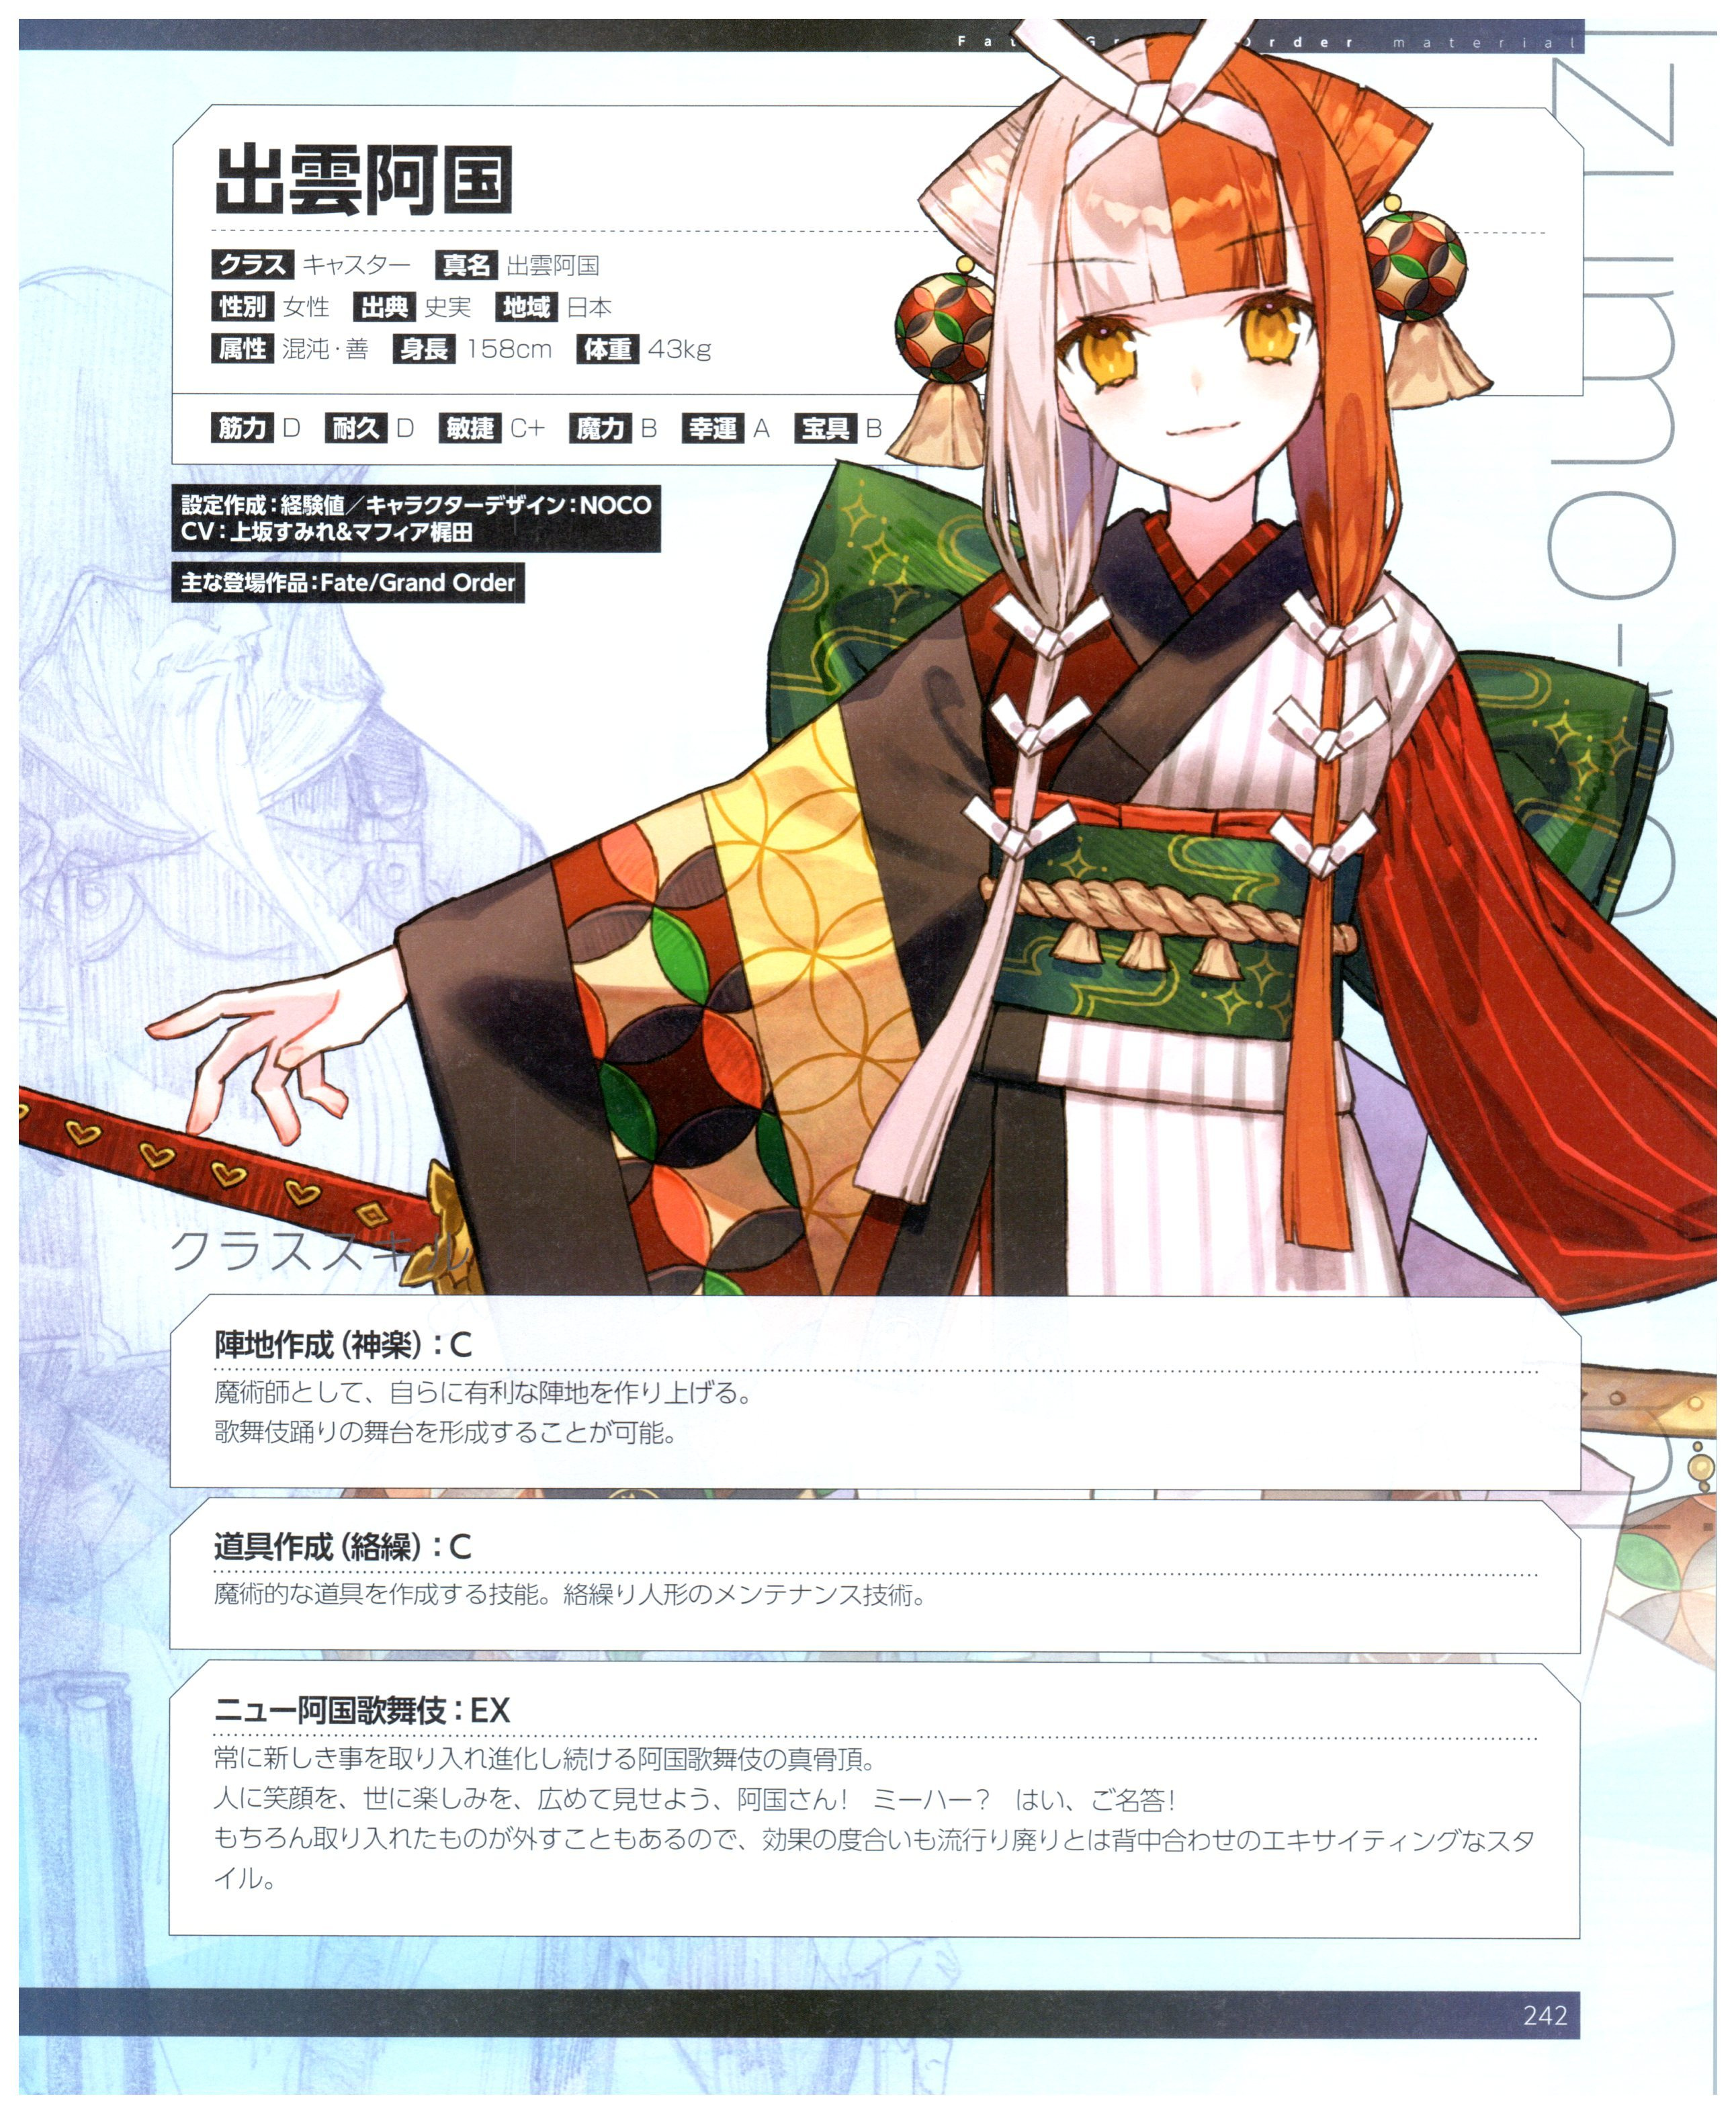 Order material
出雲阿国
クラス キャスター 真名 出雲阿国
性別 女性 出典 史実 地域 日本
属性 混沌・善 身長 158cm 体重 43kg
筋力 D 耐久 D 敏捷 C+ 魔力 B 幸運 A 宝具 B
設定作成：経験値／キャラクターデザイン：NOCO
CV：上坂すみれ&マフィア梶田
主な登場作品：Fate/Grand Order
クラススキル
陣地作成（神楽）：C
魔術師として、自らに有利な陣地を作り上げる。
歌舞伎踊りの舞台を形成することが可能。
道具作成（絡繰）：C
魔術的な道具を作成する技能。絡繰り人形のメンテナンス技術。
ニュー阿国歌舞伎：EX
常に新しき事を取り入れ進化し続ける阿国歌舞伎の真骨頂。
人に笑顔を、世に楽しみを、広めて見せよう、阿国さん！　ミーハー？　はい、ご名答！
もちろん取り入れたものが外すこともあるので、効果の度合いも流行り廃りとは背中合わせのエキサイティングなスタ
イル。
242